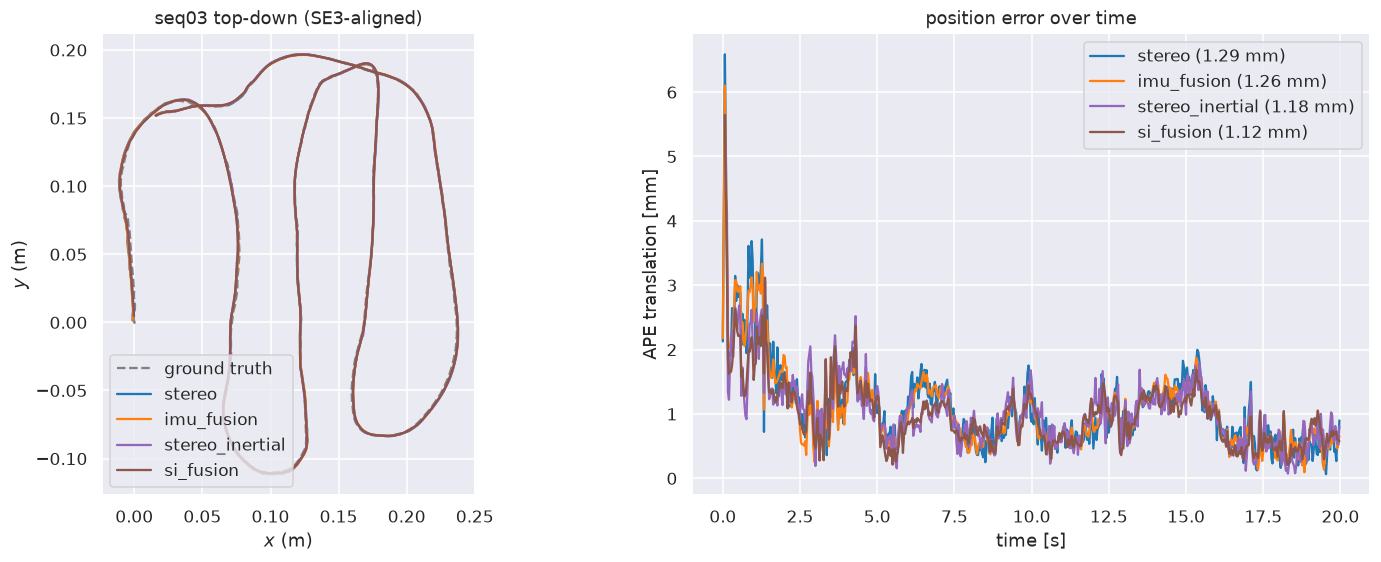 seq03 top-down (SE3-aligned)
0.20
0.15
0.10
0.05
0.00
−0.05
−0.10
y (m)
ground truth
stereo
imu_fusion
stereo_inertial
si_fusion
0.00 0.05 0.10 0.15 0.20 0.25
x (m)
position error over time
stereo (1.29 mm)
imu_fusion (1.26 mm)
stereo_inertial (1.18 mm)
si_fusion (1.12 mm)
6
5
4
3
2
1
0
APE translation [mm]
0.0 2.5 5.0 7.5 10.0 12.5 15.0 17.5 20.0
time [s]